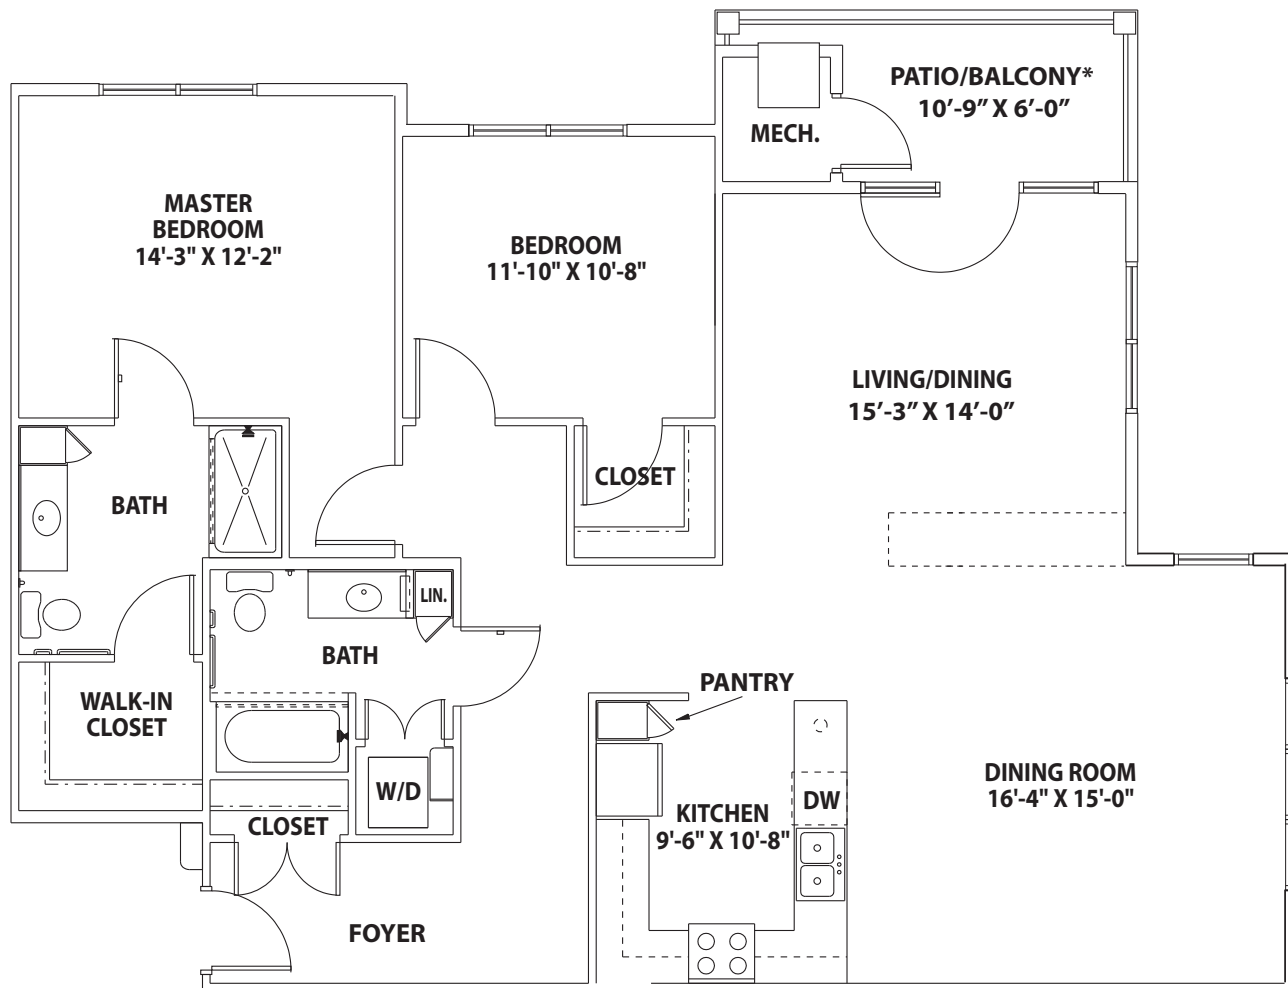 PATIO/BALCONY*
10’-9” X 6’-0”
MECH.
MASTER
BEDROOM
14'-3" X 12'-2"
BEDROOM
11'-10" X 10'-8"
LIVING/DINING
15’-3” X 14’-0”
CLOSET
BATH
LIN.
BATH
PANTRY
WALK-IN
CLOSET
W/D
DINING ROOM
16'-4" X 15'-0"
KITCHEN
9'-6" X 10'-8"
DW
CLOSET
FOYER